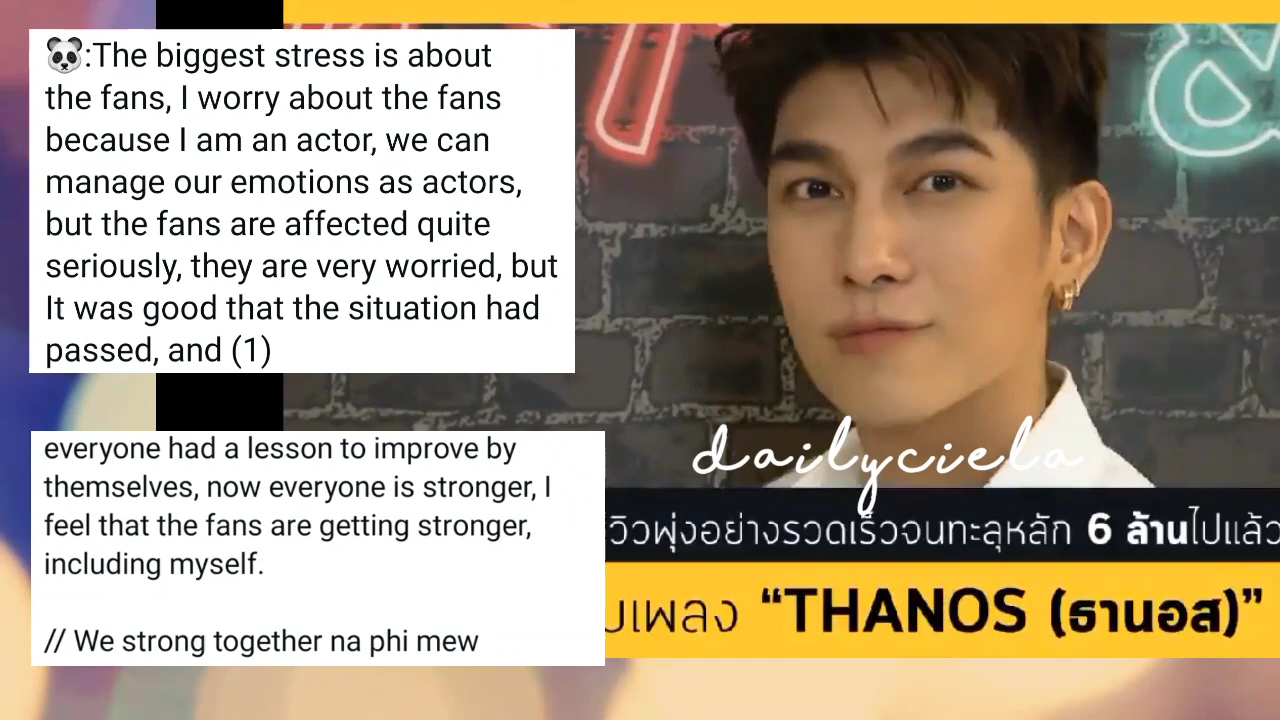 🐼:The biggest stress is about
the fans, I worry about the fans
because I am an actor, we can
manage our emotions as actors,
but the fans are affected quite
seriously, they are very worried, but
It was good that the situation had
passed, and (1)
everyone had a lesson to improve by
themselves, now everyone is stronger, I
feel that the fans are getting stronger,
including myself.
// We strong together na phi mew
dailyciela
วิวพุ่งอย่างรวดเร็วจนทะลุหลัก 6 ล้านไปแล้ว
เพลง “THANOS (ธานอส)”